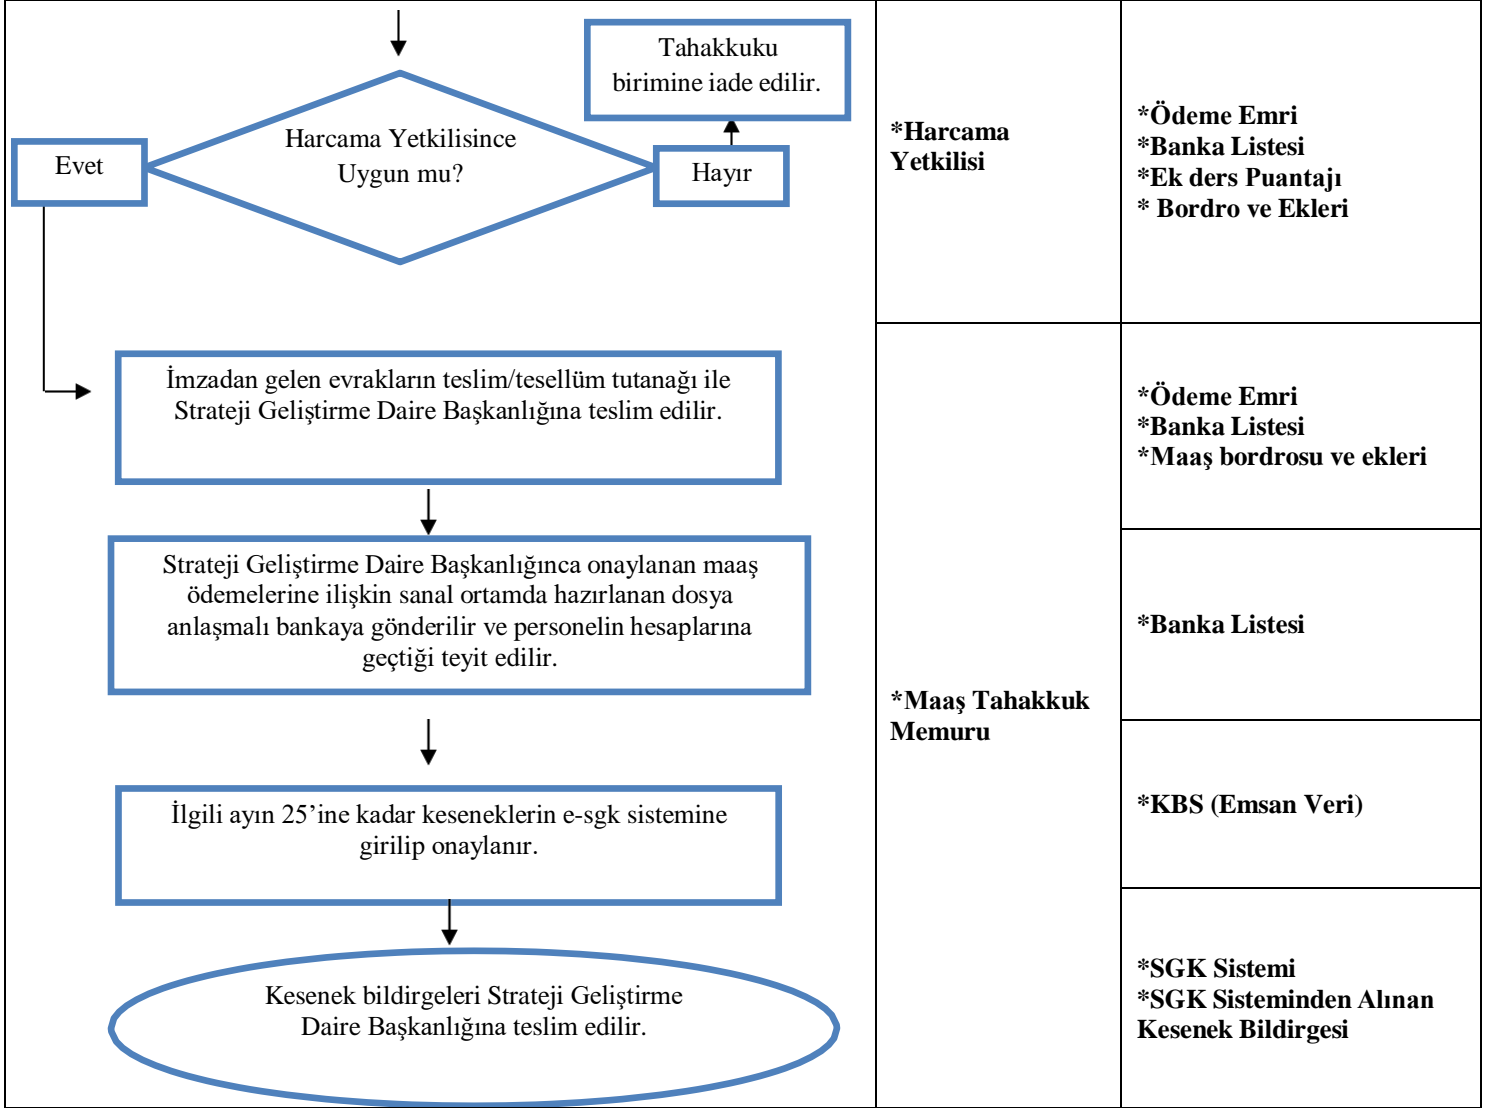 Tahakkuku
birimine iade edilir.
Harcama Yetkilisince
Uygun mu?
Evet
Hayır
*Harcama
Yetkilisi
*Ödeme Emri
*Banka Listesi
*Ek ders Puantajı
* Bordro ve Ekleri
İmzadan gelen evrakların teslim/tesellüm tutanağı ile
Strateji Geliştirme Daire Başkanlığına teslim edilir.
*Ödeme Emri
*Banka Listesi
*Maaş bordrosu ve ekleri
Strateji Geliştirme Daire Başkanlığınca onaylanan maaş
ödemelerine ilişkin sanal ortamda hazırlanan dosya
anlaşmalı bankaya gönderilir ve personelin hesaplarına
geçtiği teyit edilir.
*Banka Listesi
*Maaş Tahakkuk
Memuru
İlgili ayın 25’ine kadar keseneklerin e-sgk sistemine
girilip onaylanır.
*KBS (Emsan Veri)
Kesenek bildirgeleri Strateji Geliştirme
Daire Başkanlığına teslim edilir.
*SGK Sistemi
*SGK Sisteminden Alınan
Kesenek Bildirgesi